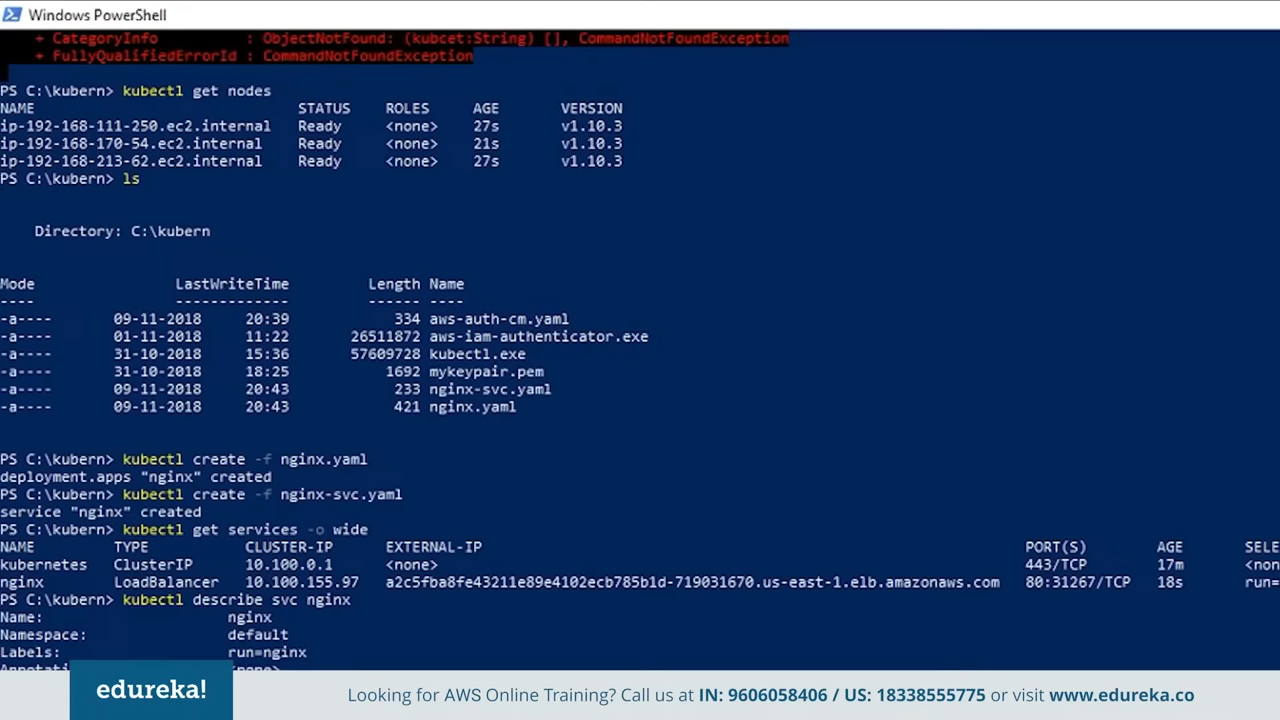 Windows PowerShell
+ CategoryInfo : ObjectNotFound: (kubcet:String) [], CommandNotFoundException
+ FullyQualifiedErrorId : CommandNotFoundException
PS C:\kubern> kubectl get nodes
NAME STATUS ROLES AGE VERSION
ip-192-168-111-250.ec2.internal Ready <none> 27s v1.10.3
ip-192-168-170-54.ec2.internal Ready <none> 21s v1.10.3
ip-192-168-213-62.ec2.internal Ready <none> 27s v1.10.3
PS C:\kubern> ls
Directory: C:\kubern
Mode LastWriteTime Length Name
---- ------------- ------ ----
-a---- 09-11-2018 20:39 334 aws-auth-cm.yaml
-a---- 01-11-2018 11:22 26511872 aws-iam-authenticator.exe
-a---- 31-10-2018 15:36 57609728 kubectl.exe
-a---- 31-10-2018 18:25 1692 mykeypair.pem
-a---- 09-11-2018 20:43 233 nginx-svc.yaml
-a---- 09-11-2018 20:43 421 nginx.yaml
PS C:\kubern> kubectl create -f nginx.yaml
deployment.apps "nginx" created
PS C:\kubern> kubectl create -f nginx-svc.yaml
service "nginx" created
PS C:\kubern> kubectl get services -o wide
NAME TYPE CLUSTER-IP EXTERNAL-IP PORT(S) AGE SELE
kubernetes ClusterIP 10.100.0.1 <none> 443/TCP 17m <non
nginx LoadBalancer 10.100.155.97 a2c5fba8fe43211e89e4102ecb785b1d-719031670.us-east-1.elb.amazonaws.com 80:31267/TCP 18s run=
PS C:\kubern> kubectl describe svc nginx
Name: nginx
Namespace: default
Labels: run=nginx
edureka!
Looking for AWS Online Training? Call us at IN: 9606058406 / US: 18338555775 or visit www.edureka.co